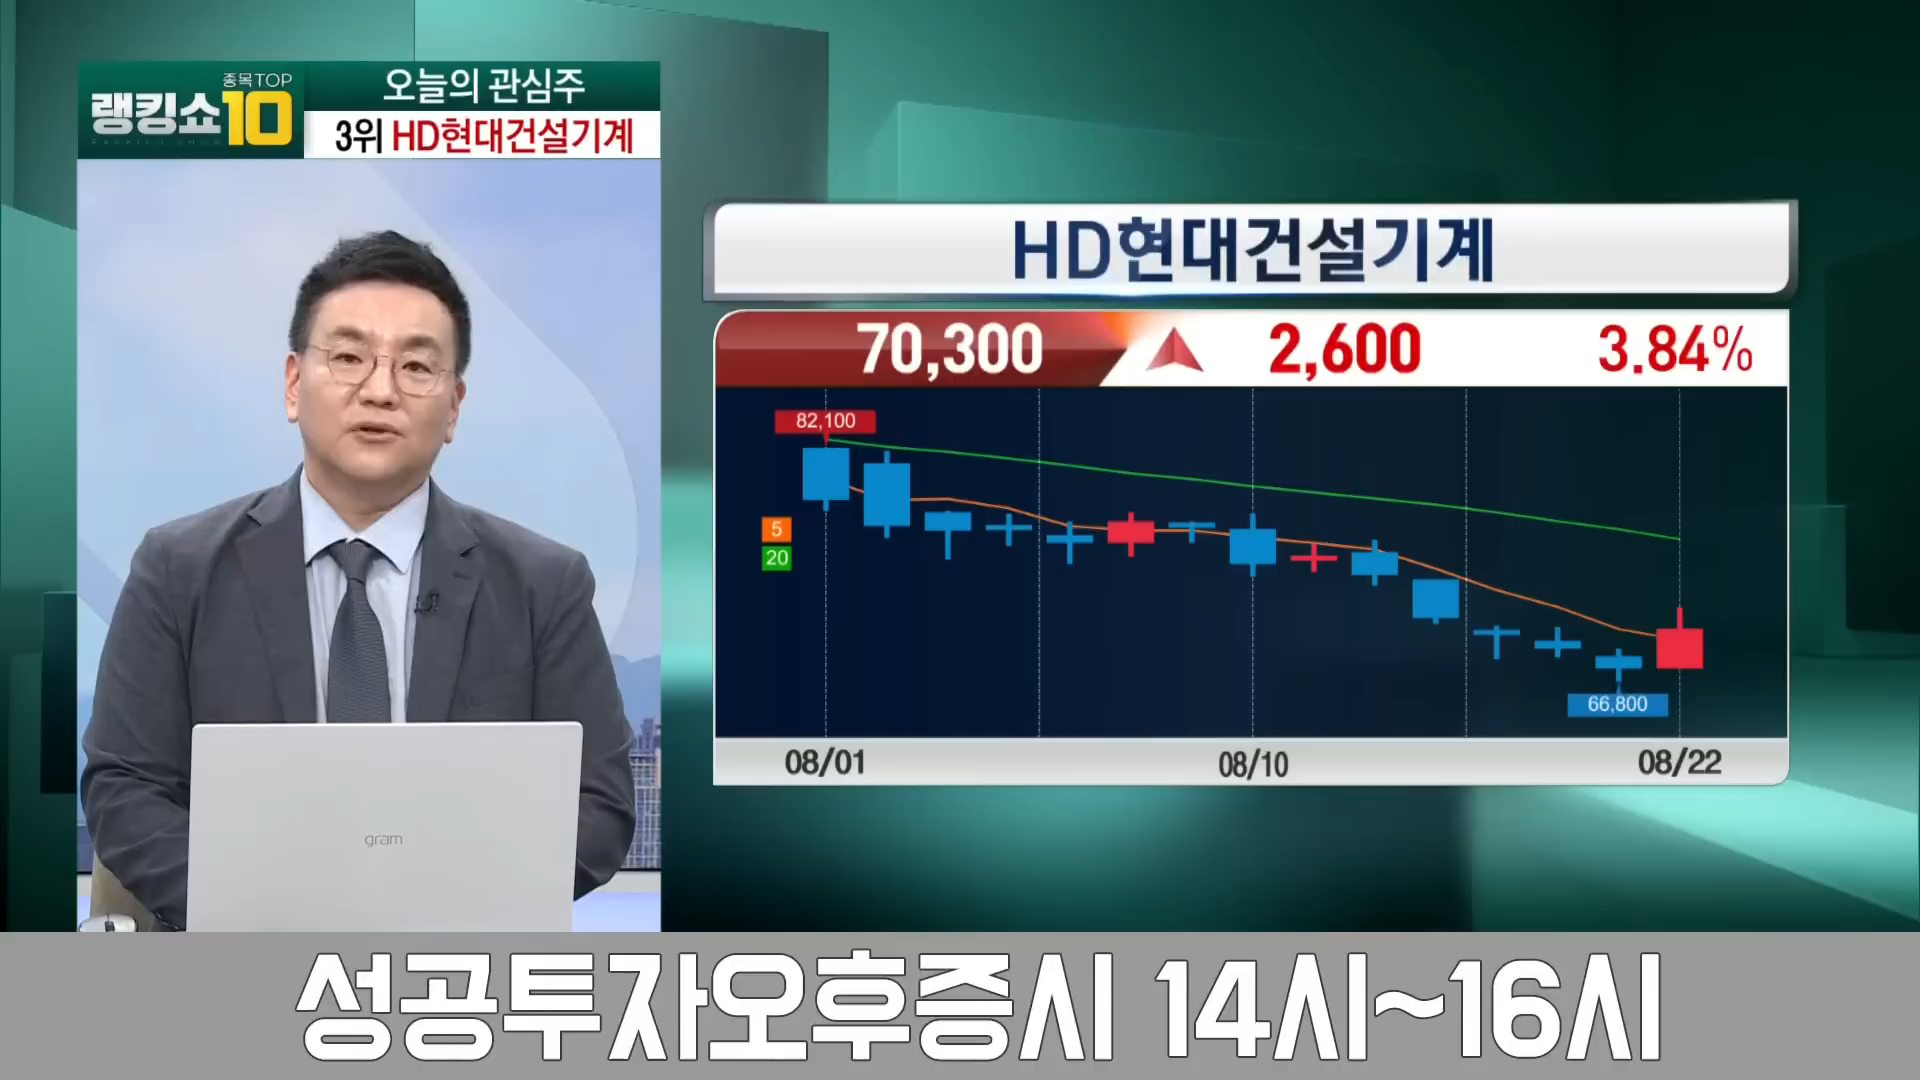 종목TOP
랭킹쇼10
오늘의 관심주
3위 HD현대건설기계
HD현대건설기계
70,300 2,600 3.84%
82,100
5
20
66,800
08/01 08/10 08/22
gram
성공투자오후증시 14시~16시